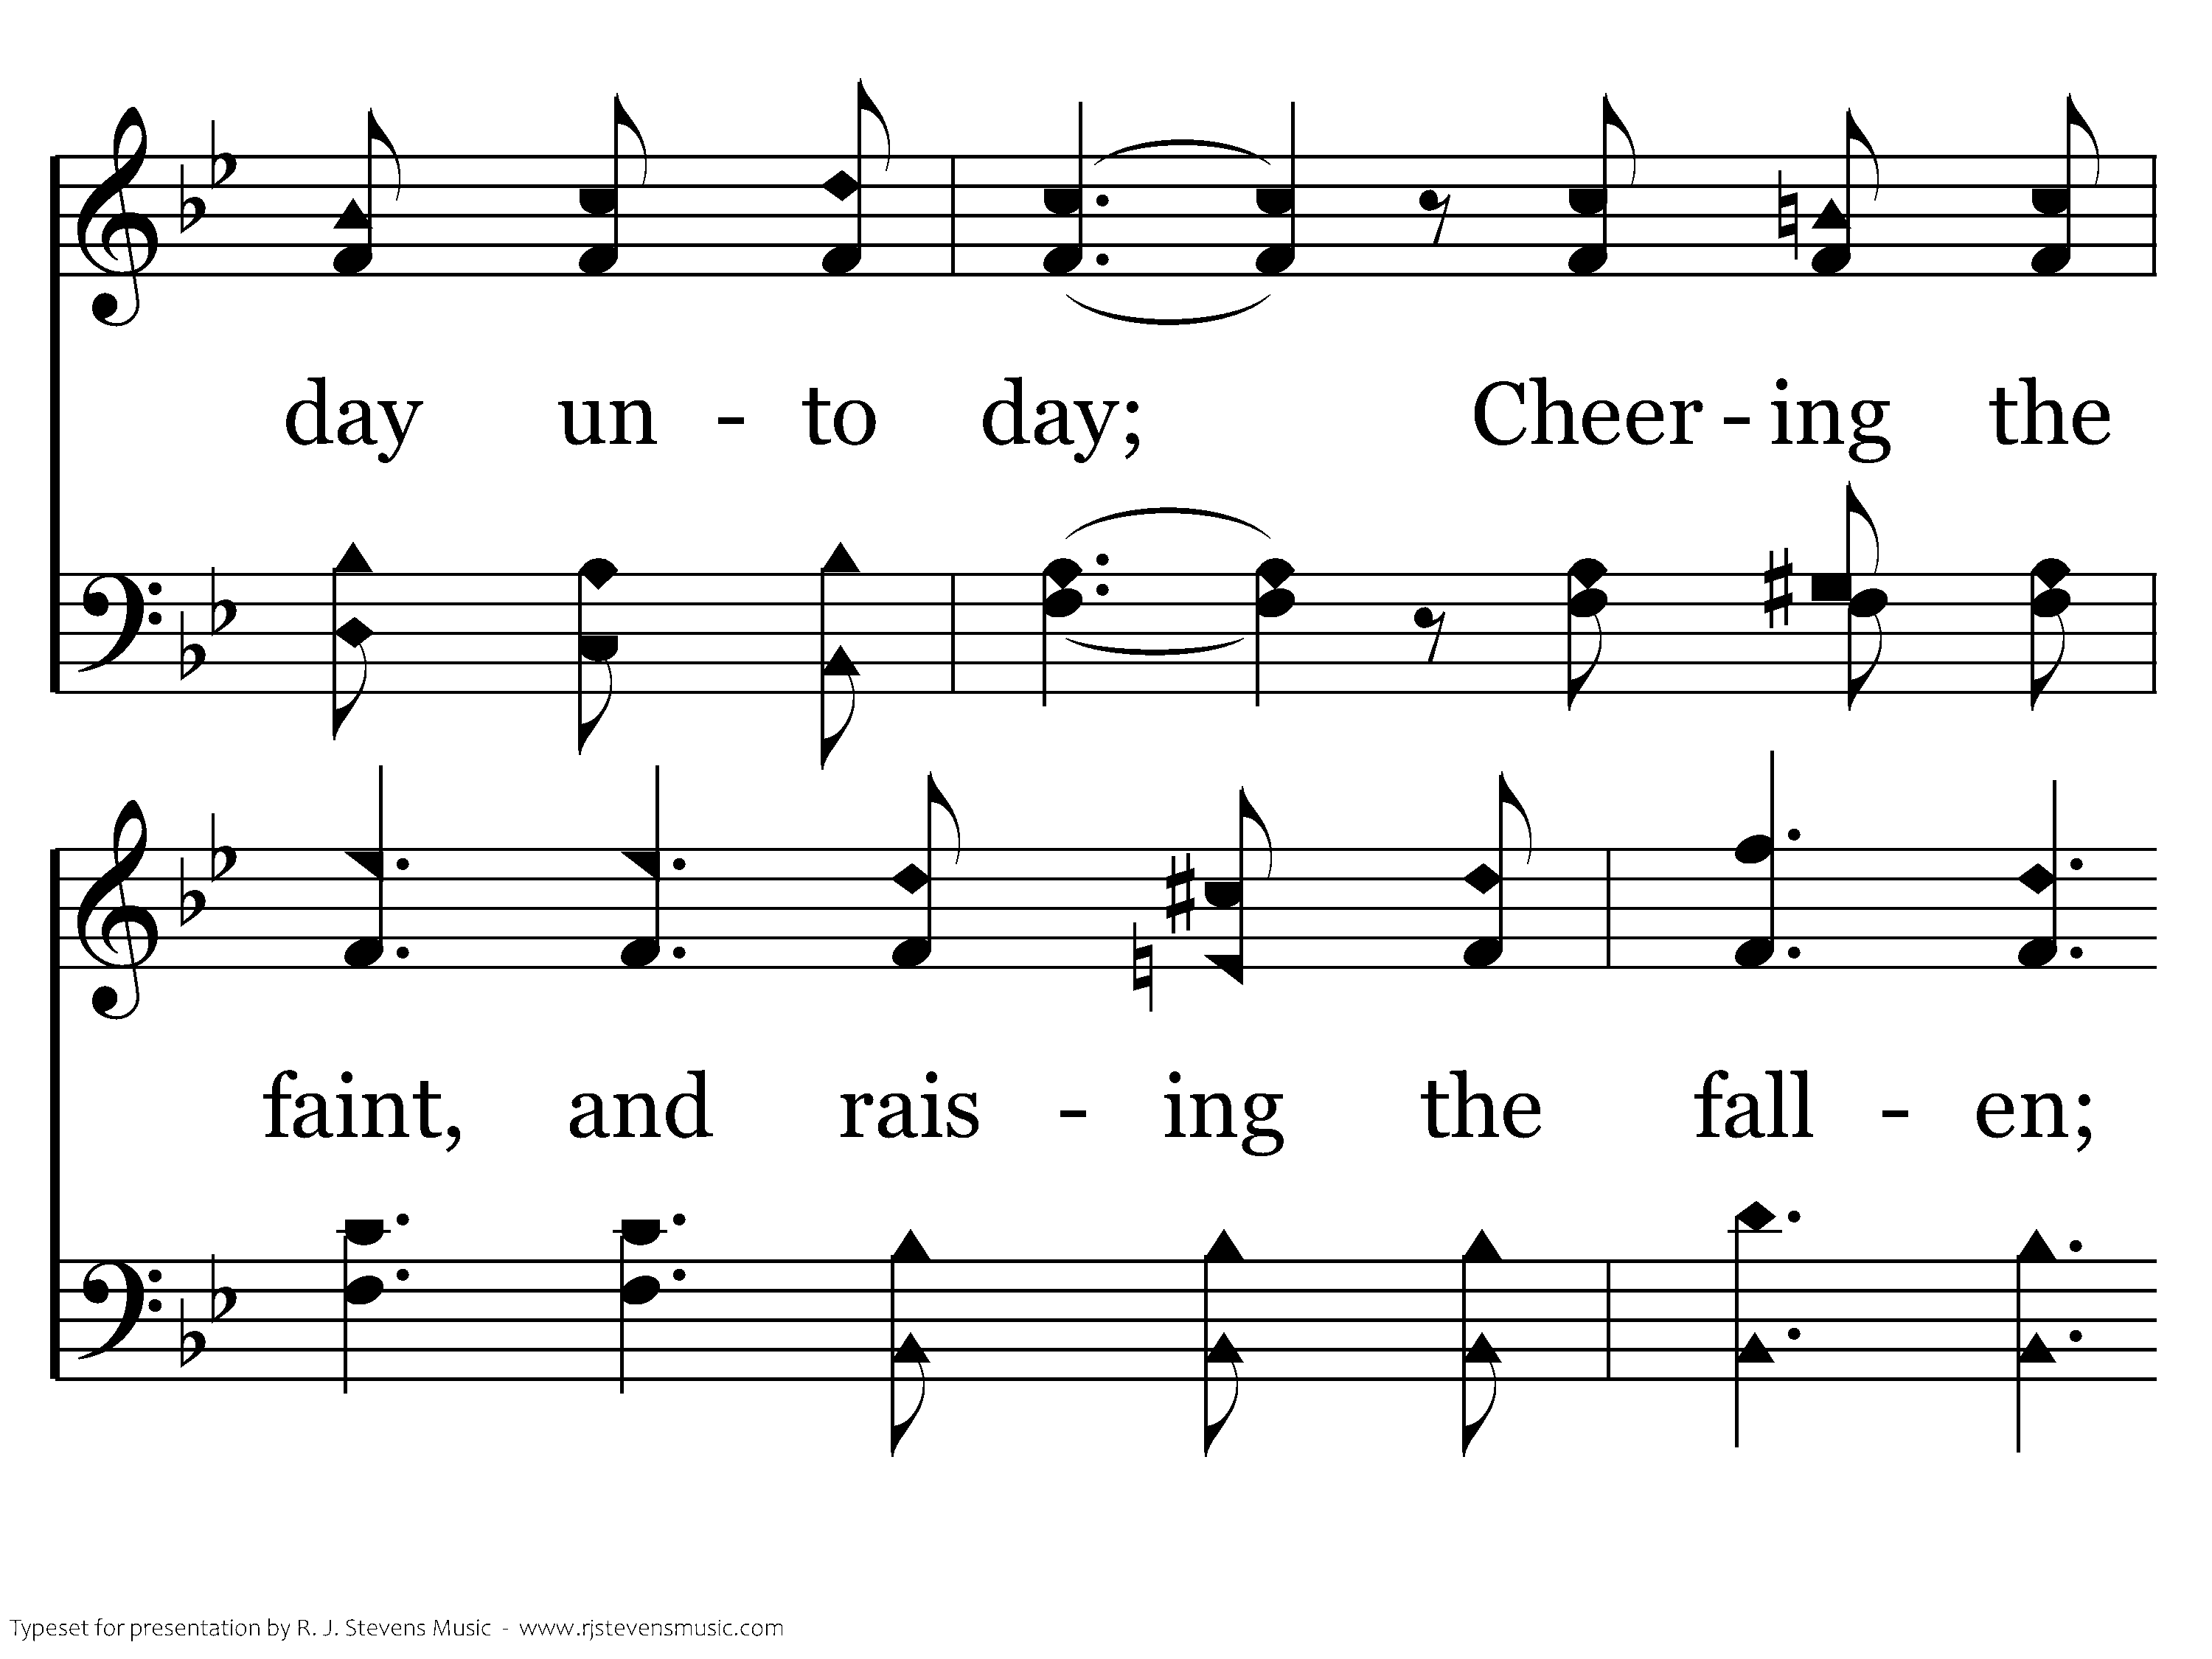 day un - to day; Cheer - ing the
faint, and rais - ing the fall - en;
Typeset for presentation by R. J. Stevens Music - www.rjstevensmusic.com